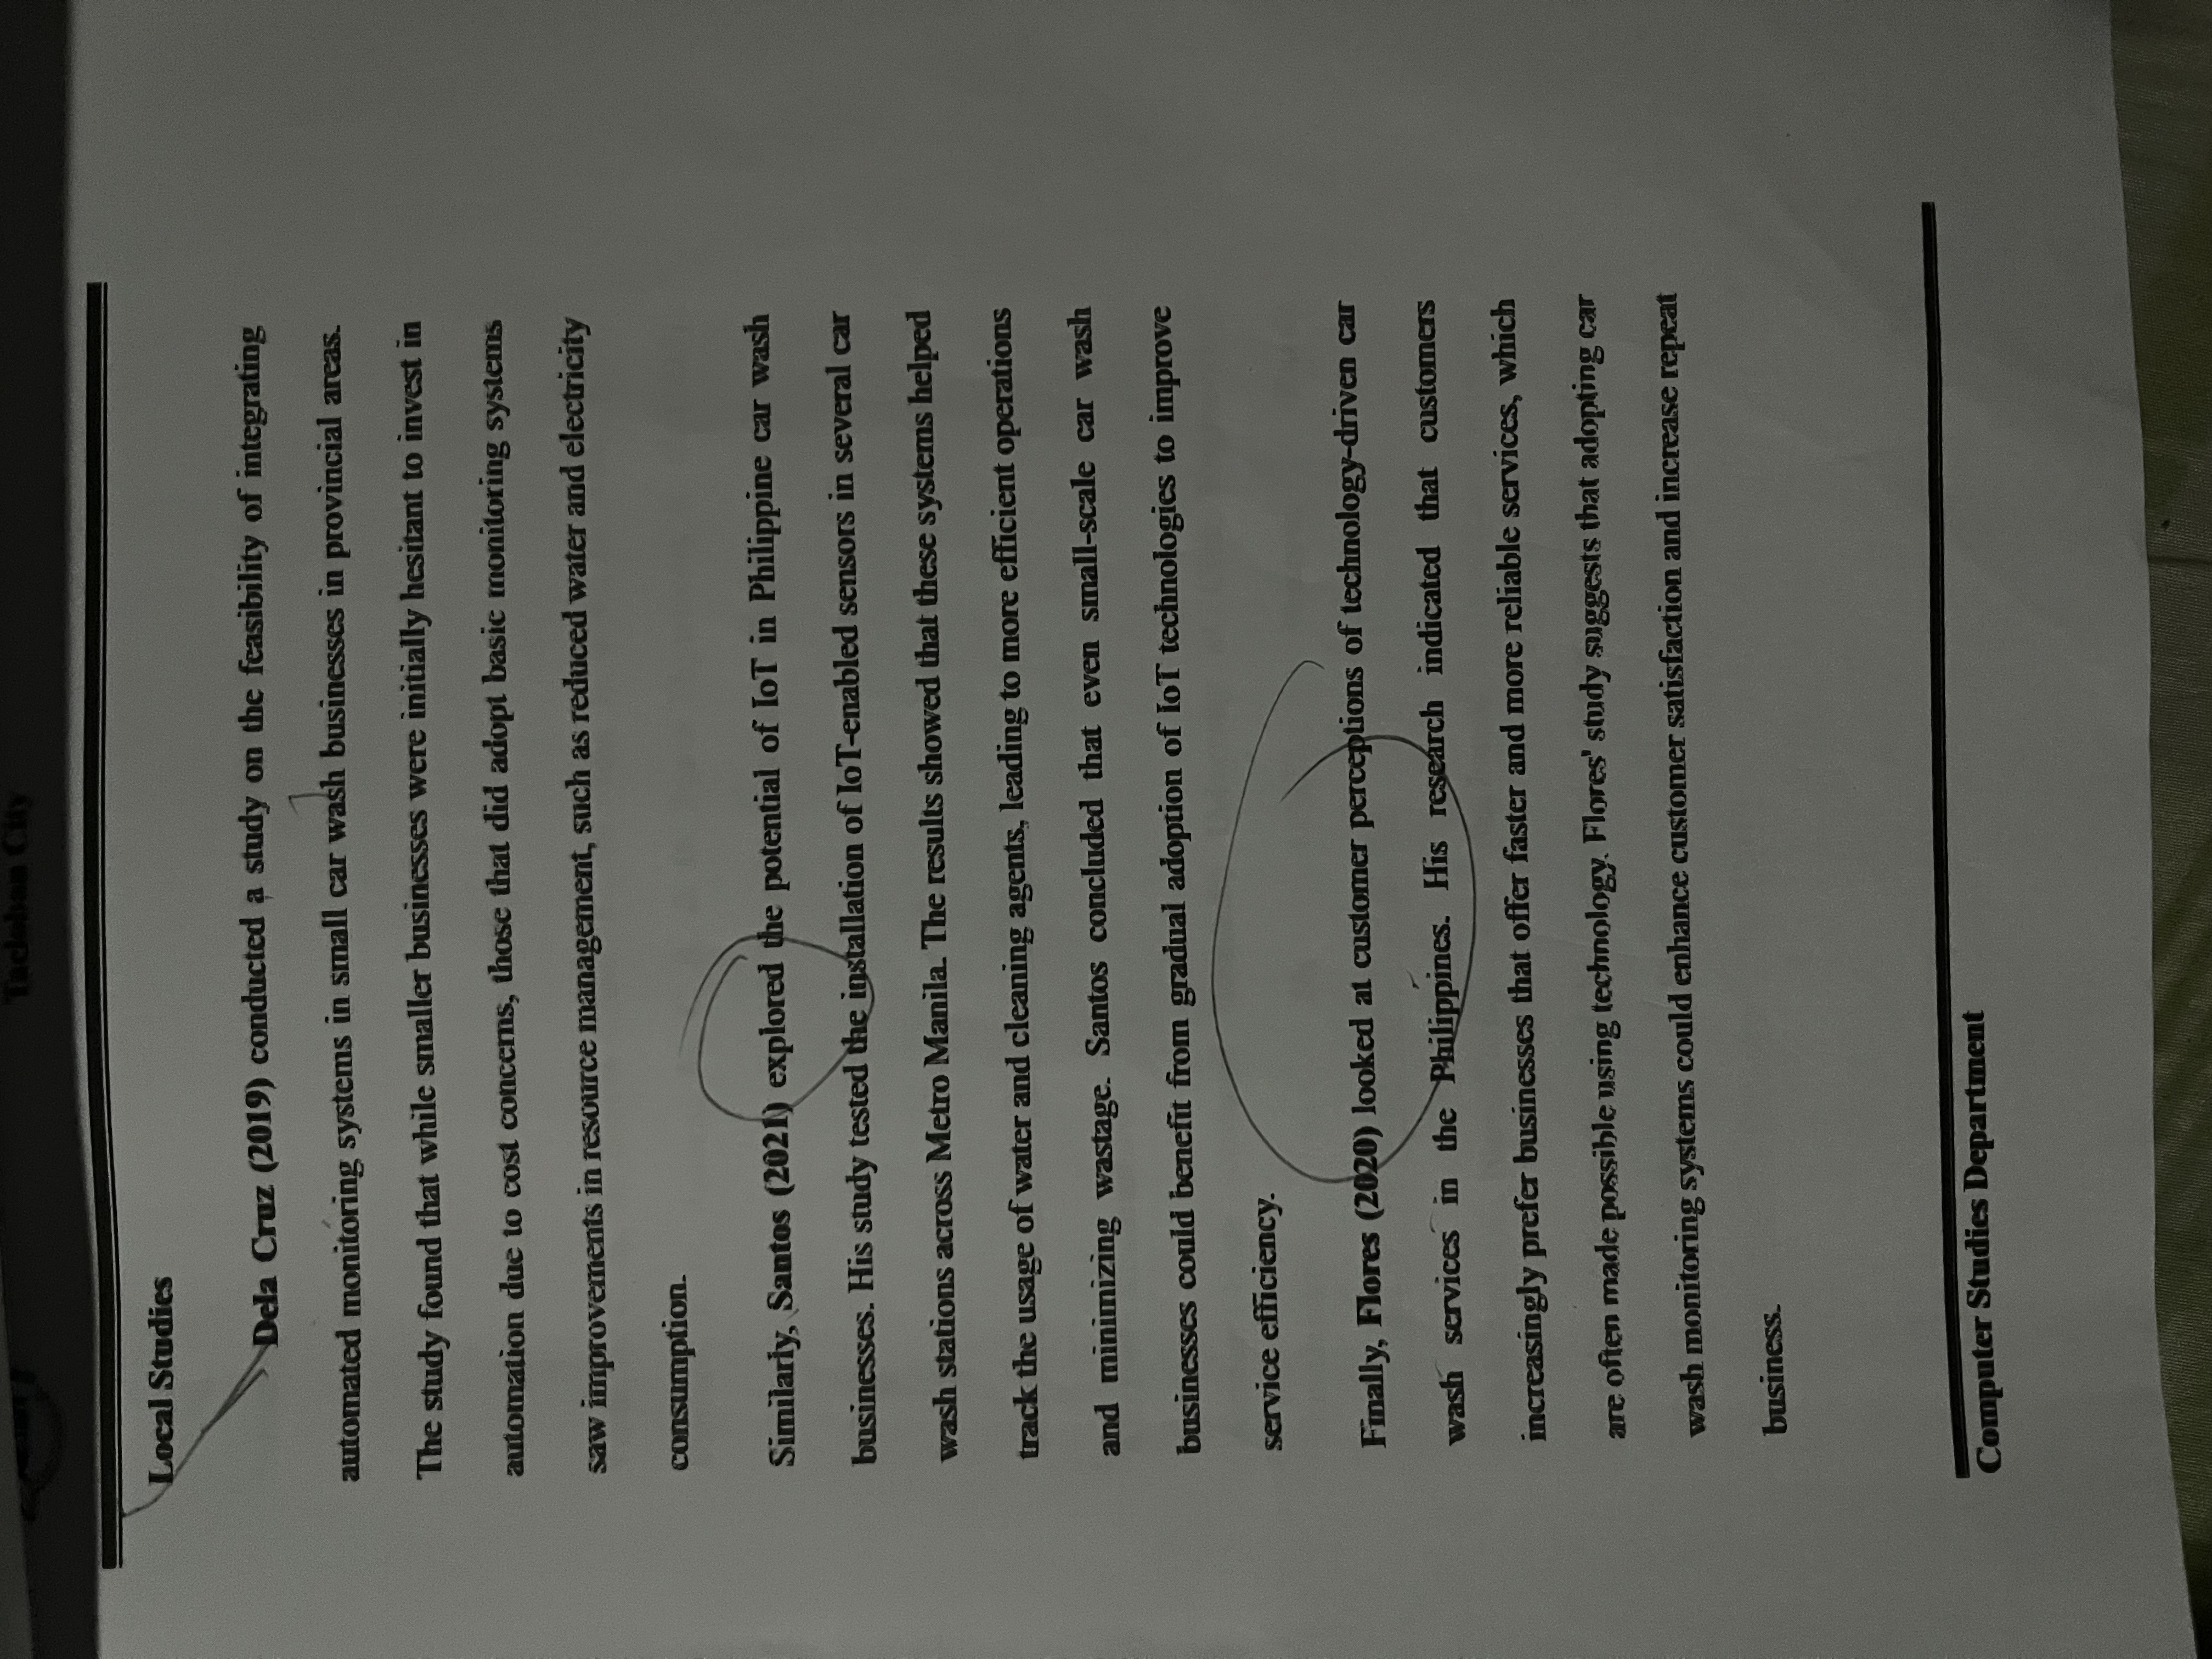 Tacloban City
Local Studies
Dela Cruz (2019) conducted a study on the feasibility of integrating
automated monitoring systems in small car wash businesses in provincial areas.
The study found that while smaller businesses were initially hesitant to invest in
automation due to cost concerns, those that did adopt basic monitoring systems
saw improvements in resource management, such as reduced water and electricity
consumption.
Similarly, Santos (2021) explored the potential of IoT in Philippine car wash
businesses. His study tested the installation of IoT-enabled sensors in several car
wash stations across Metro Manila. The results showed that these systems helped
track the usage of water and cleaning agents, leading to more efficient operations
and minimizing wastage. Santos concluded that even small-scale car wash
businesses could benefit from gradual adoption of IoT technologies to improve
service efficiency.
Finally, Flores (2020) looked at customer perceptions of technology-driven car
wash services in the Philippines. His research indicated that customers
increasingly prefer businesses that offer faster and more reliable services, which
are often made possible using technology. Flores' study suggests that adopting car
wash monitoring systems could enhance customer satisfaction and increase repeat
business.
Computer Studies Department